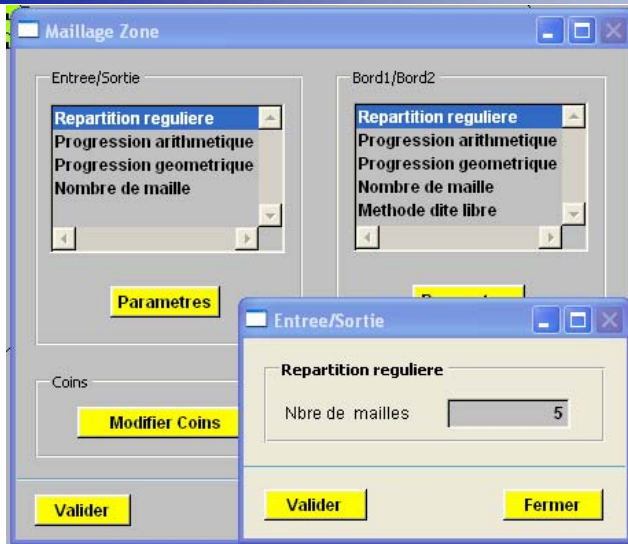 Maillage Zone
Entree/Sortie
Repartition reguliere
Progression arithmetique
Progression geometrique
Nombre de maille
Parametres
Bord1/Bord2
Repartition reguliere
Progression arithmetique
Progression geometrique
Nombre de maille
Methode dite libre
Coins
Modifier Coins
Valider
Entree/Sortie
Repartition reguliere
Nbre de mailles 5
Valider
Fermer